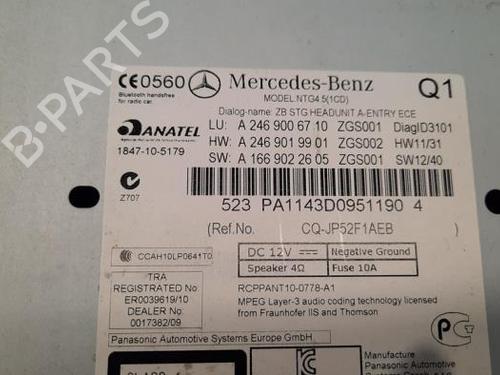 CE0560 Mercedes-Benz Q1
Bluetooth handsfree
for radio car.
MODEL.NTG4.5(1CD)
Dialog-name: ZB STG HEADUNIT A-ENTRY ECE
ANATEL
1847-10-5179
LU: A 246 900 67 10 ZGS001 DiagID3101
HW: A 246 901 99 01 ZGS002 HW11/31
SW: A 166 902 26 05 ZGS001 SW12/40
Z707
523 PA1143D0951190 4
(Ref.No. CQ-JP52F1AEB )
CCAH10LP0641T0
DC 12V Negative Ground
Speaker 4Ω Fuse 10A
TRA
REGISTRATED No:
ER0039619/10
DEALER No:
0017382/09
RCPPANT10-0778-A1
MPEG Layer-3 audio coding technology licensed
from Fraunhofer IIS and Thomson
Panasonic Automotive Systems Europe GmbH
Manufacture
Panasonic Automotive
B-PARTS